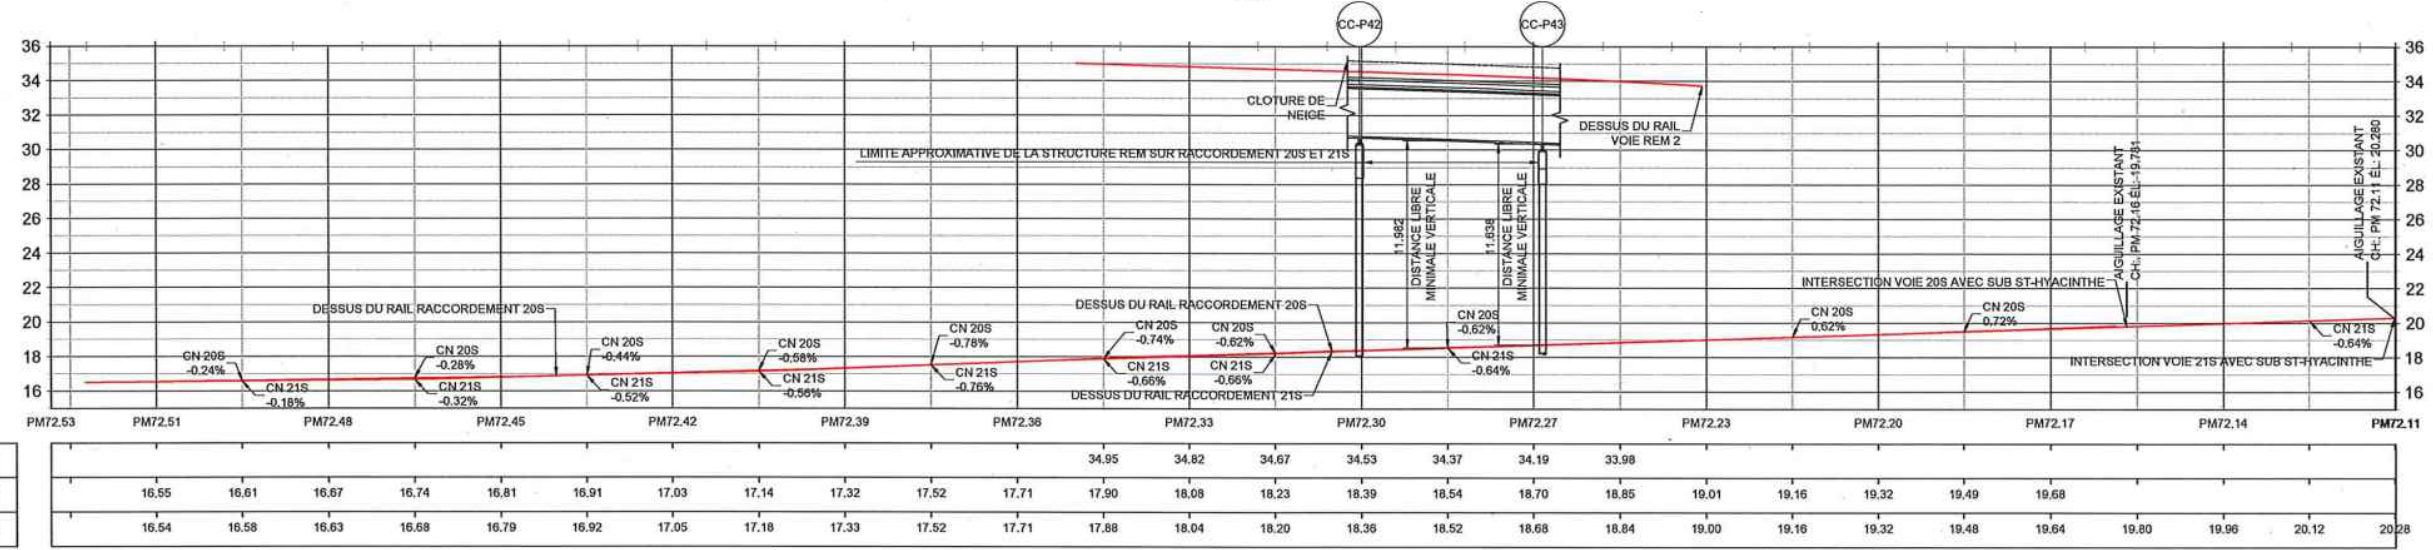 CC-P42 CC-P43
36 36
34 34
32 32
30 30
28 28
26 26
24 24
22 22
20 20
18 18
16 16
CLOTURE DE
NEIGE
DESSUS DU RAIL
VOIE REM 2
LIMITE APPROXIMATIVE DE LA STRUCTURE REM SUR RACCORDEMENT 20S ET 21S
11.982
DISTANCE LIBRE
MINIMALE VERTICALE
11.638
DISTANCE LIBRE
MINIMALE VERTICALE
AIGUILLAGE EXISTANT
CH:. PM-72.16 ÉL:-19.781
AIGUILLAGE EXISTANT
CH:. PM 72.11 ÉL: 20.280
INTERSECTION VOIE 20S AVEC SUB ST-HYACINTHE
INTERSECTION VOIE 21S AVEC SUB ST-HYACINTHE
DESSUS DU RAIL RACCORDEMENT 20S
DESSUS DU RAIL RACCORDEMENT 20S
DESSUS DU RAIL RACCORDEMENT 21S
CN 20S
-0.24%
CN 21S
-0.18%
CN 20S
-0.28%
CN 21S
-0.32%
CN 20S
-0.44%
CN 21S
-0.52%
CN 20S
-0.58%
CN 21S
-0.56%
CN 20S
-0.78%
CN 21S
-0.76%
CN 20S
-0.74%
CN 21S
-0.66%
CN 20S
-0.62%
CN 21S
-0.66%
CN 20S
-0.62%
CN 21S
-0.64%
CN 20S
0.62%
CN 20S
0.72%
CN 21S
-0.64%
PM72.53 PM72.51 PM72.48 PM72.45 PM72.42 PM72.39 PM72.36 PM72.33 PM72.30 PM72.27 PM72.23 PM72.20 PM72.17 PM72.14 PM72.11
34.95 34.82 34.67 34.53 34.37 34.19 33.98
16.55 16.61 16.67 16.74 16.81 16.91 17.03 17.14 17.32 17.52 17.71 17.90 18.08 18.23 18.39 18.54 18.70 18.85 19.01 19.16 19.32 19.49 19.68
16.54 16.58 16.63 16.68 16.79 16.92 17.05 17.18 17.33 17.52 17.71 17.88 18.04 18.20 18.36 18.52 18.68 18.84 19.00 19.16 19.32 19.48 19.64 19.80 19.96 20.12 20.28